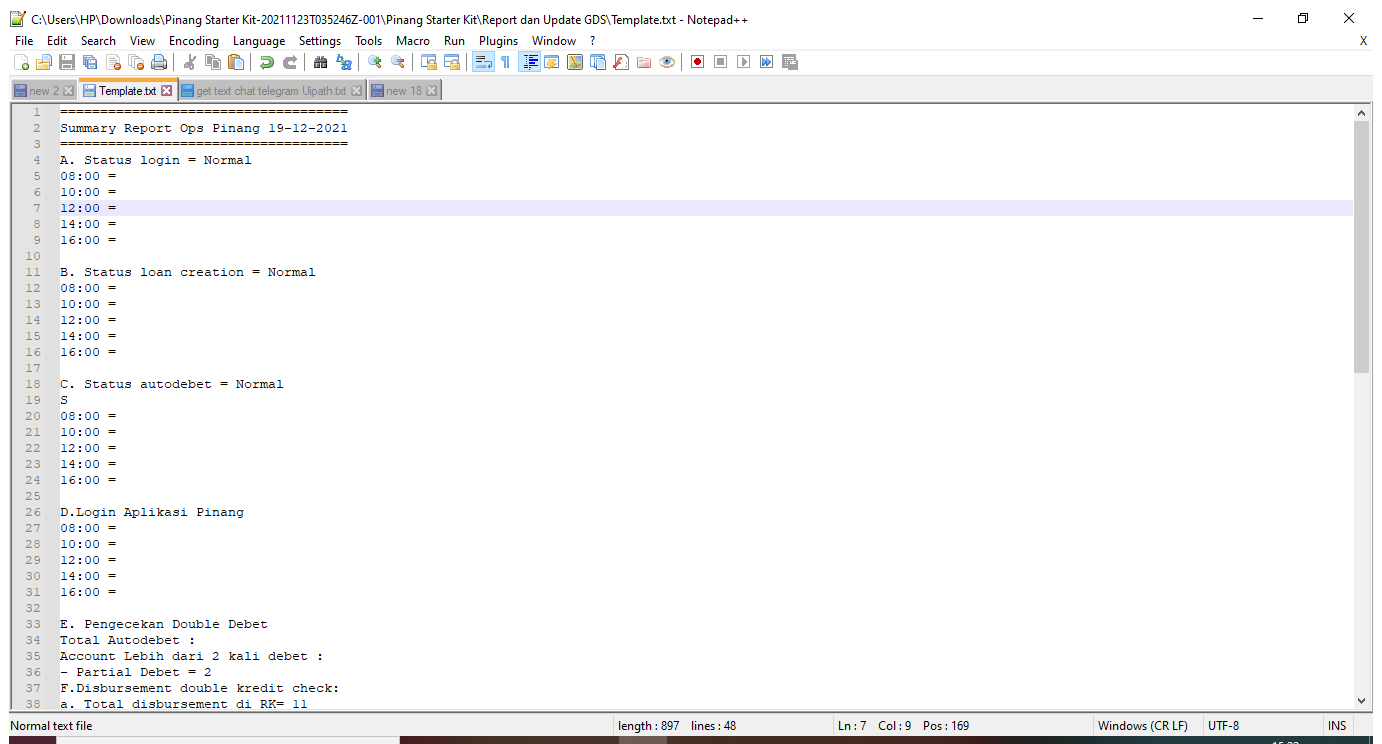 C:\Users\HP\Downloads\Pinang Starter Kit-20211123T035246Z-001\Pinang Starter Kit\Report dan Update GDS\Template.txt - Notepad++
File Edit Search View Encoding Language Settings Tools Macro Run Plugins Window ? X
new 2 Template.txt get text chat telegram Uipath.txt new 18
1 ====================================
2 Summary Report Ops Pinang 19-12-2021
3 ====================================
4 A. Status login = Normal
5 08:00 =
6 10:00 =
7 12:00 =
8 14:00 =
9 16:00 =
10
11 B. Status loan creation = Normal
12 08:00 =
13 10:00 =
14 12:00 =
15 14:00 =
16 16:00 =
17
18 C. Status autodebet = Normal
19 S
20 08:00 =
21 10:00 =
22 12:00 =
23 14:00 =
24 16:00 =
25
26 D.Login Aplikasi Pinang
27 08:00 =
28 10:00 =
29 12:00 =
30 14:00 =
31 16:00 =
32
33 E. Pengecekan Double Debet
34 Total Autodebet :
35 Account Lebih dari 2 kali debet :
36 - Partial Debet = 2
37 F.Disbursement double kredit check:
38 a. Total disbursement di RK= 11
Normal text file length : 897 lines : 48 Ln : 7 Col : 9 Pos : 169 Windows (CR LF) UTF-8 INS